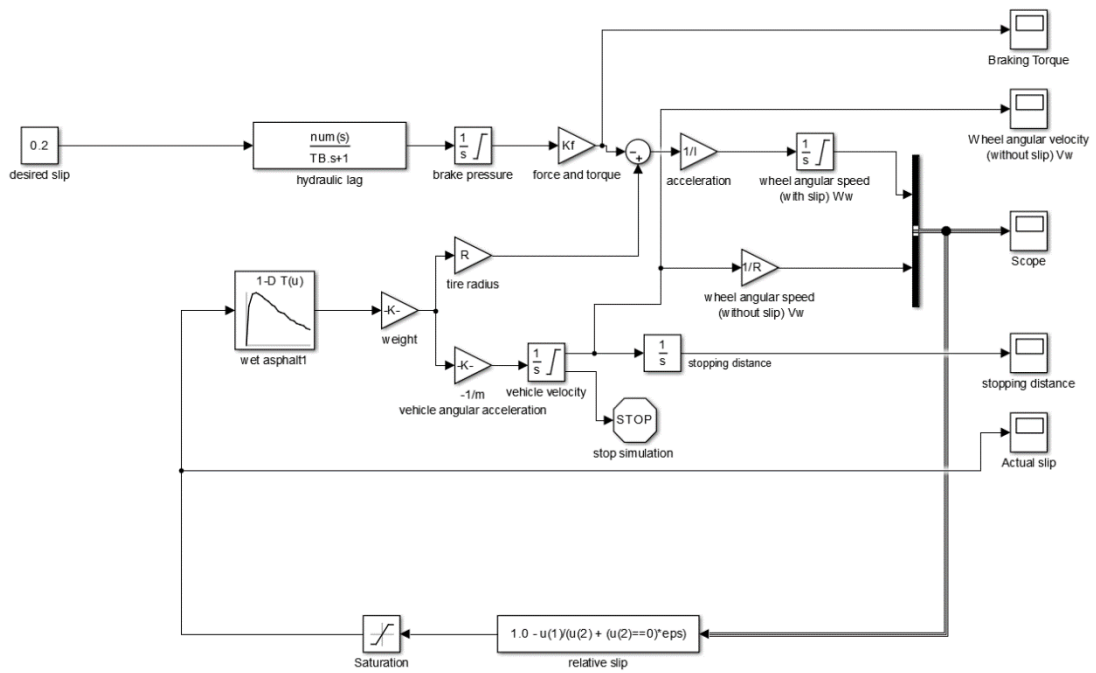 Braking Torque
0.2
desired slip
num(s)
TB.s+1
hydraulic lag
1
s
brake pressure
Kf
force and torque
1/I
acceleration
1
s
wheel angular speed
(with slip) Ww
Wheel angular velocity
(without slip) Vw
Scope
R
tire radius
1/R
wheel angular speed
(without slip) Vw
1-D T(u)
wet asphalt1
-K-
weight
-K-
-1/m
vehicle angular acceleration
1
s
vehicle velocity
1
s
stopping distance
stopping distance
STOP
stop simulation
Actual slip
Saturation
1.0 - u(1)/(u(2) + (u(2)==0)*eps)
relative slip